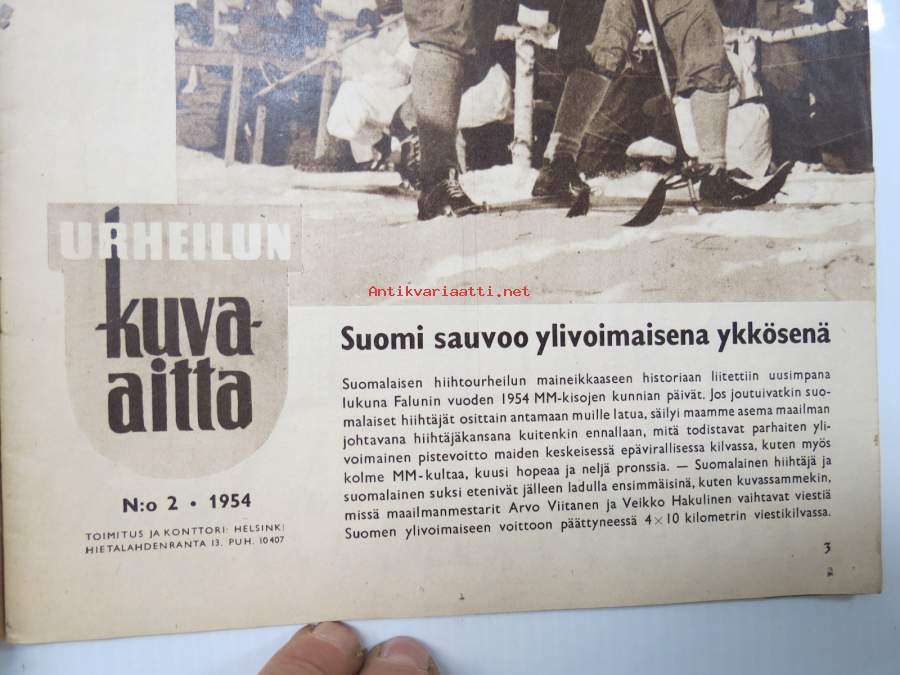 URHEILUN
kuva-
aitta
N:o 2 • 1954
TOIMITUS JA KONTTORI: HELSINKI
HIETALAHDENRANTA 13. PUH. 10407
Antikvariaatti.net
Suomi sauvoo ylivoimaisena ykkösenä
Suomalaisen hiihtourheilun maineikkaaseen historiaan liitettiin uusimpana
lukuna Falunin vuoden 1954 MM-kisojen kunnian päivät. Jos joutuivatkin suo-
malaiset hiihtäjät osittain antamaan muille latua, säilyi maamme asema maailman
johtavana hiihtäjäkansana kuitenkin ennallaan, mitä todistavat parhaiten yli-
voimainen pistevoitto maiden keskeisessä epävirallisessa kilvassa, kuten myös
kolme MM-kultaa, kuusi hopeaa ja neljä pronssia. — Suomalainen hiihtäjä ja
suomalainen suksi etenivät jälleen ladulla ensimmäisinä, kuten kuvassammekin,
missä maailmanmestarit Arvo Viitanen ja Veikko Hakulinen vaihtavat viestiä
Suomen ylivoimaiseen voittoon päättyneessä 4×10 kilometrin viestikilvassa.
3
2